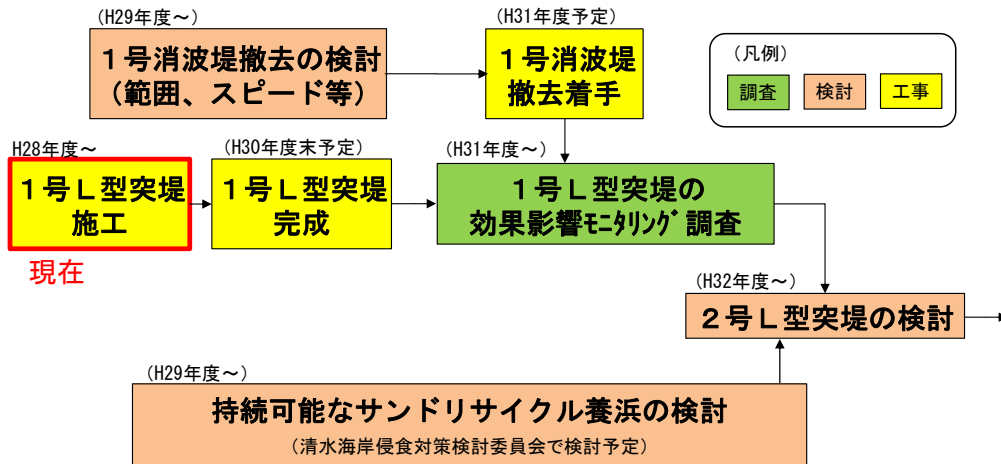 (H29年度～)
１号消波堤撤去の検討
(範囲、スピード等)
(H31年度予定)
１号消波堤
撤去着手
(凡例)
調査
検討
工事
H28年度～
１号Ｌ型突堤
施工
現在
(H30年度末予定)
１号Ｌ型突堤
完成
(H31年度～)
１号Ｌ型突堤の
効果影響ﾓﾆﾀﾘﾝｸﾞ調査
(H32年度～)
２号Ｌ型突堤の検討
(H29年度～)
持続可能なサンドリサイクル養浜の検討
(清水海岸侵食対策検討委員会で検討予定)